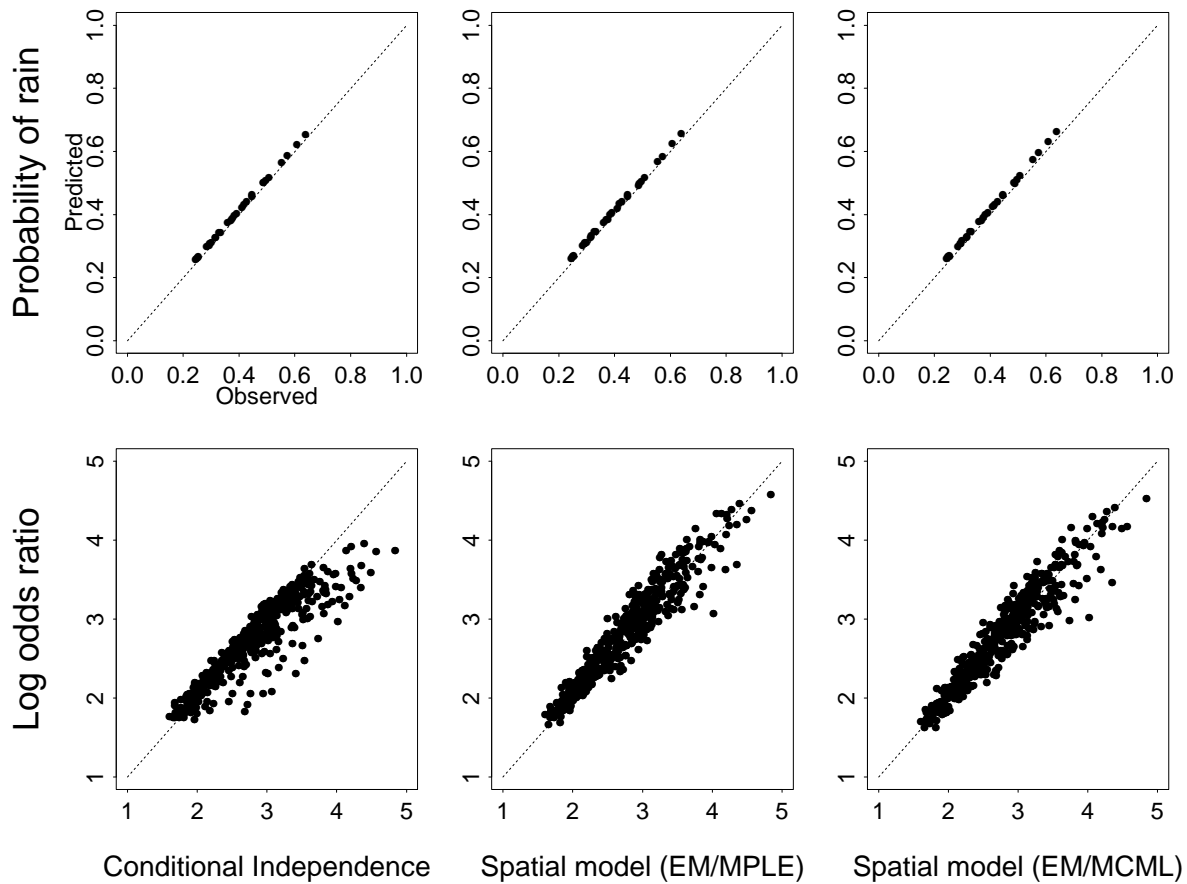 Probability of rain
Predicted
0.0 0.2 0.4 0.6 0.8 1.0
0.0 0.2 0.4 0.6 0.8 1.0
Observed
0.0 0.2 0.4 0.6 0.8 1.0
0.0 0.2 0.4 0.6 0.8 1.0
0.0 0.2 0.4 0.6 0.8 1.0
0.0 0.2 0.4 0.6 0.8 1.0
Log odds ratio
1 2 3 4 5
1 2 3 4 5
1 2 3 4 5
1 2 3 4 5
1 2 3 4 5
1 2 3 4 5
Conditional Independence
Spatial model (EM/MPLE)
Spatial model (EM/MCML)